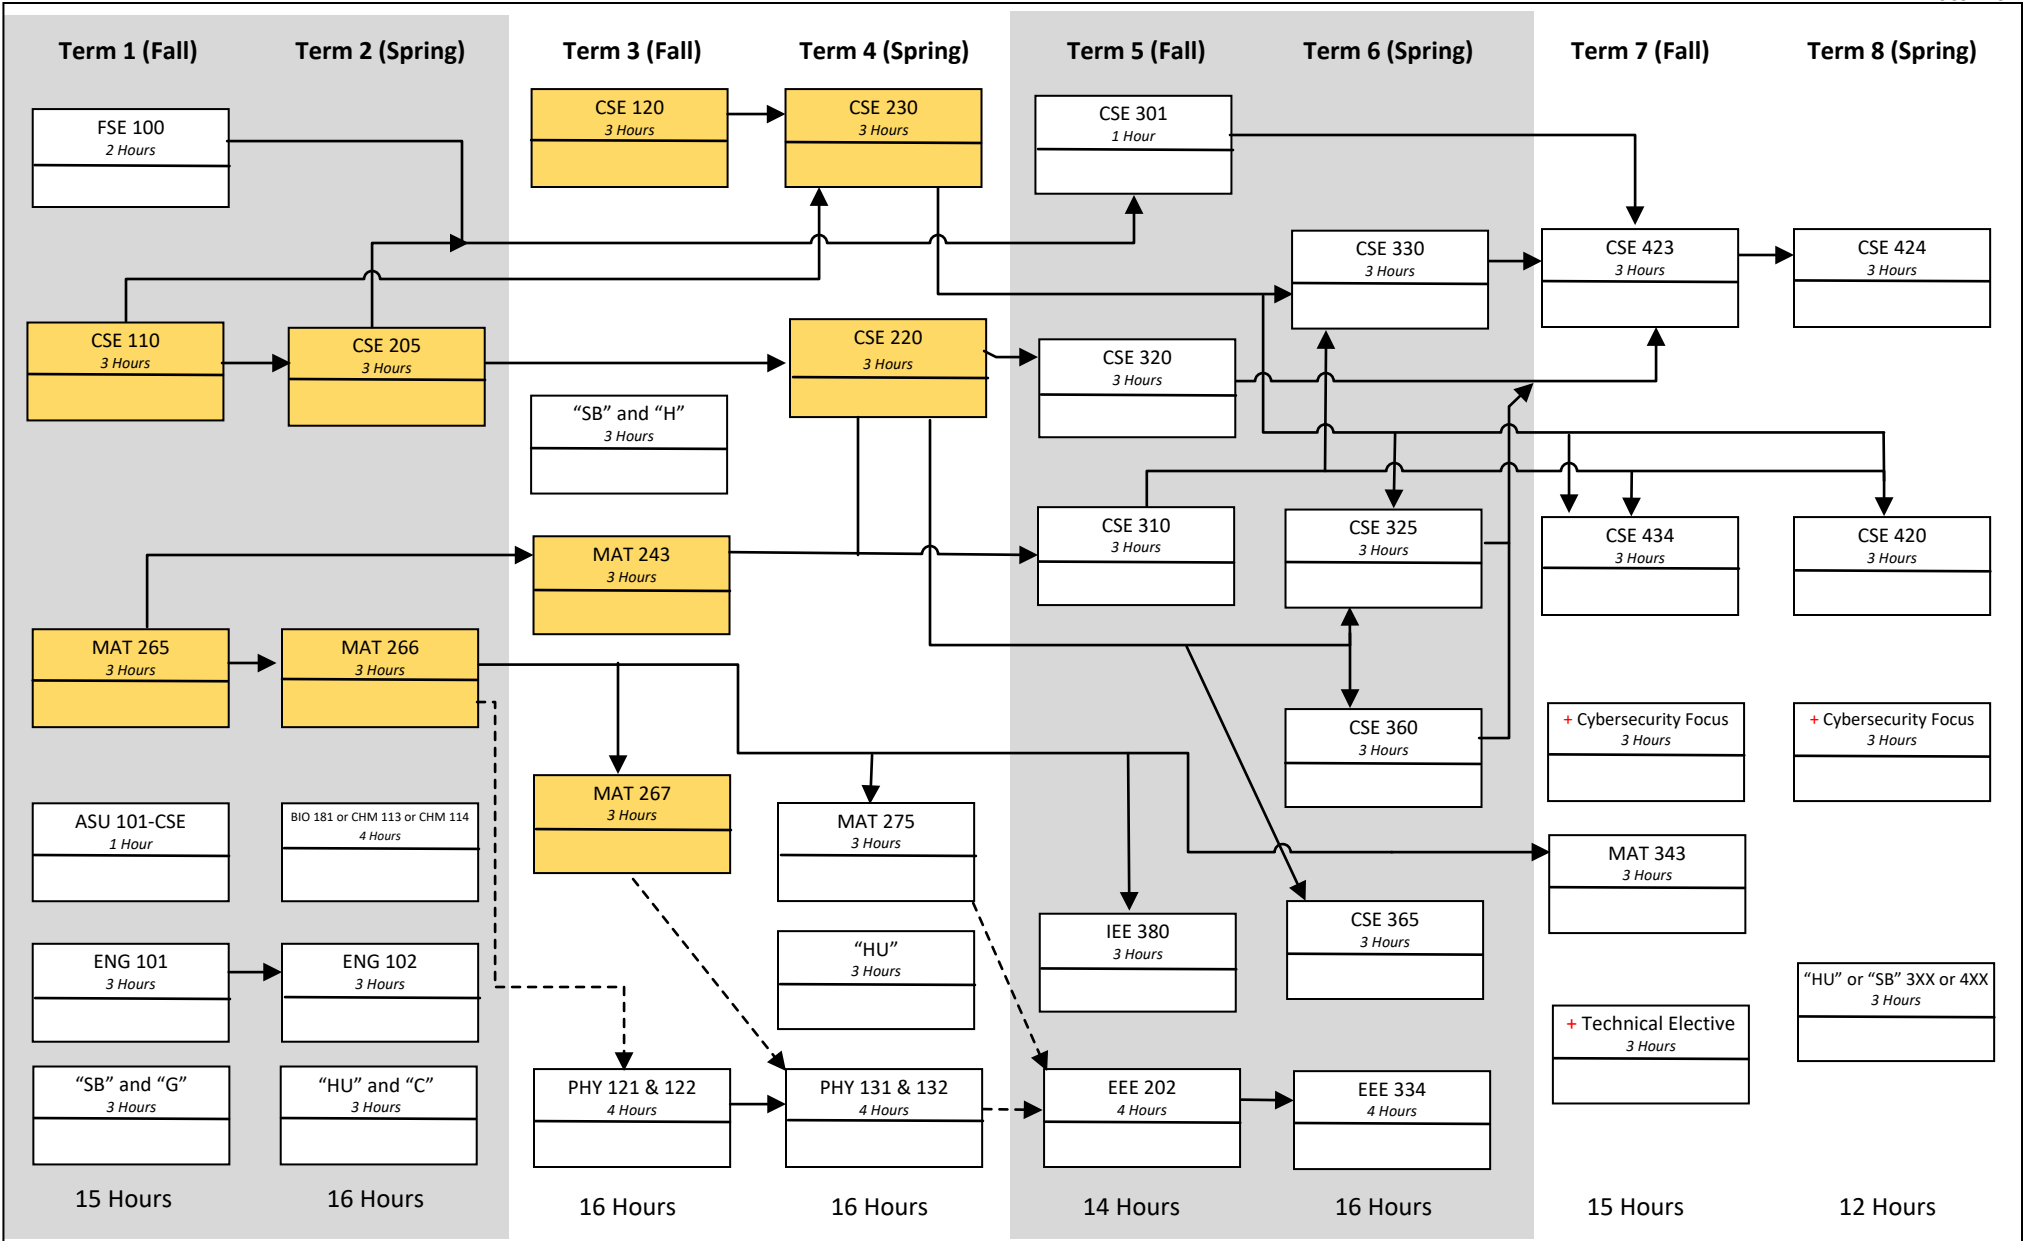 Term 1 (Fall)
Term 2 (Spring)
Term 3 (Fall)
Term 4 (Spring)
Term 5 (Fall)
Term 6 (Spring)
Term 7 (Fall)
Term 8 (Spring)
FSE 100
2 Hours
CSE 110
3 Hours
MAT 265
3 Hours
ASU 101-CSE
1 Hour
ENG 101
3 Hours
“SB” and “G”
3 Hours
15 Hours
CSE 205
3 Hours
MAT 266
3 Hours
BIO 181 or CHM 113 or CHM 114
4 Hours
ENG 102
3 Hours
“HU” and “C”
3 Hours
16 Hours
CSE 120
3 Hours
“SB” and “H”
3 Hours
MAT 243
3 Hours
MAT 267
3 Hours
PHY 121 & 122
4 Hours
16 Hours
CSE 230
3 Hours
CSE 220
3 Hours
MAT 275
3 Hours
“HU”
3 Hours
PHY 131 & 132
4 Hours
16 Hours
CSE 301
1 Hour
CSE 320
3 Hours
CSE 310
3 Hours
IEE 380
3 Hours
EEE 202
4 Hours
14 Hours
CSE 330
3 Hours
CSE 325
3 Hours
CSE 360
3 Hours
CSE 365
3 Hours
EEE 334
4 Hours
16 Hours
CSE 423
3 Hours
CSE 434
3 Hours
+ Cybersecurity Focus
3 Hours
MAT 343
3 Hours
+ Technical Elective
3 Hours
15 Hours
CSE 424
3 Hours
CSE 420
3 Hours
+ Cybersecurity Focus
3 Hours
“HU” or “SB” 3XX or 4XX
3 Hours
12 Hours